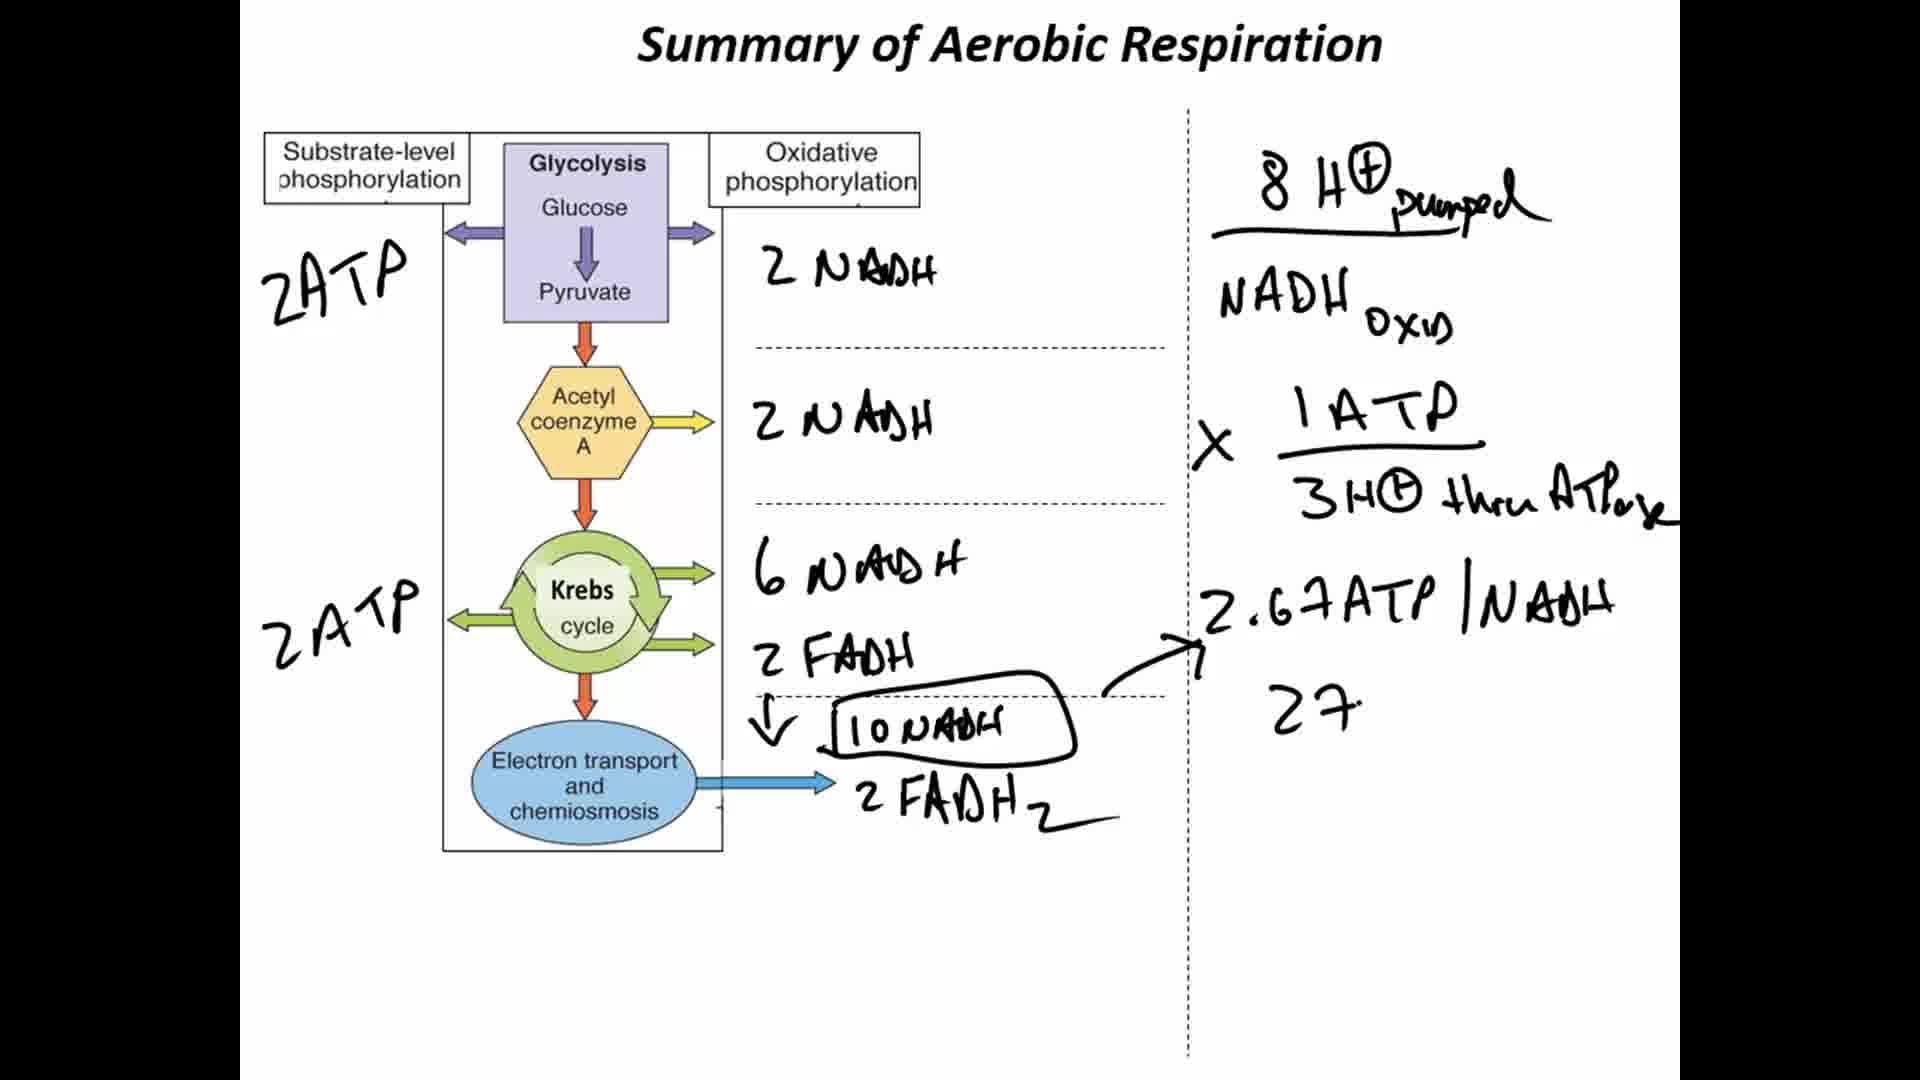 Summary of Aerobic Respiration
Substrate-level
phosphorylation
Glycolysis
Glucose
Pyruvate
Oxidative
phosphorylation
2ATP
2 NADH
Acetyl
coenzyme
A
2 NADH
Krebs
cycle
2ATP
6 NADH
2 FADH
10 NADH
Electron transport
and
chemiosmosis
2 FADH2
8 H+ pumped
NADH OXID
X 1 ATP
3H+ thru ATPase
2.67ATP/NADH
27